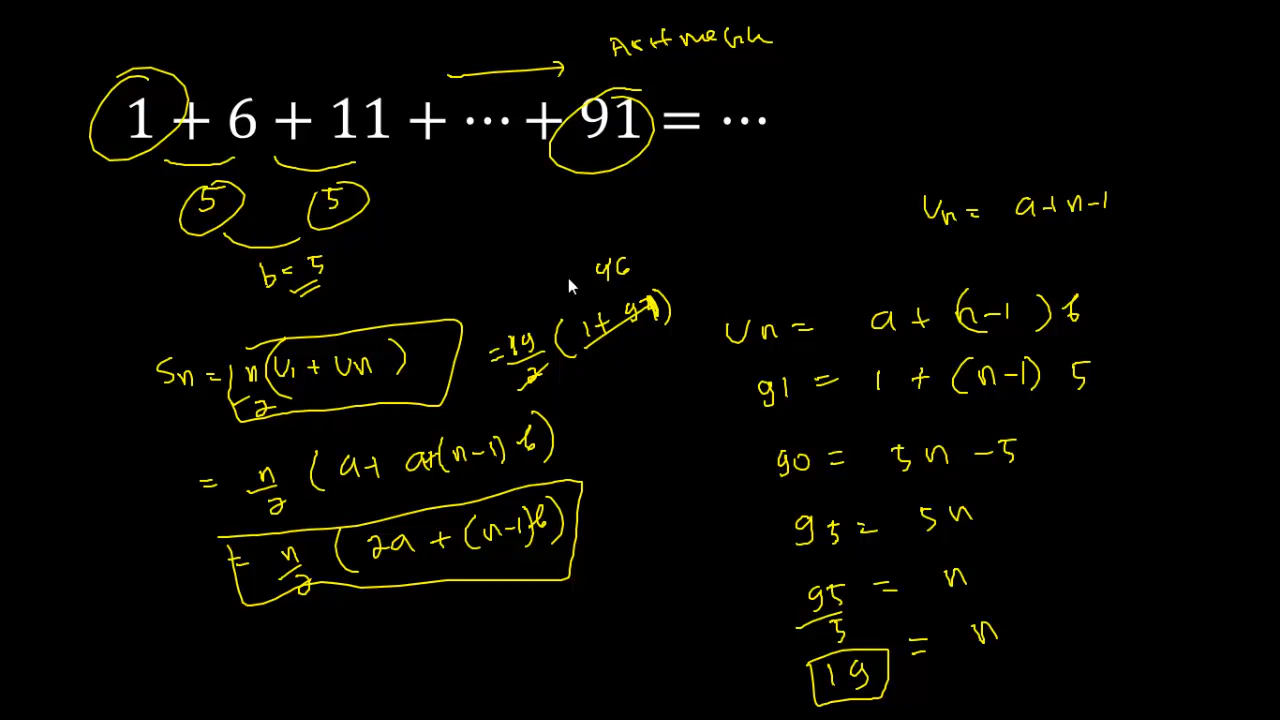 Arithmetic
1 + 6 + 11 + ⋯ + 91 = ⋯
5 5
b = 5
Un = a+n-1
46
Sn = n/2 (U1 + Un) = 19/2 (1 + 91)
= n/2 (a + a+(n-1) b)
= n/2 (2a + (n-1) b)
Un = a + (n-1) b
91 = 1 + (n-1) 5
90 = 5n - 5
95 = 5n
95/5 = n
19 = n